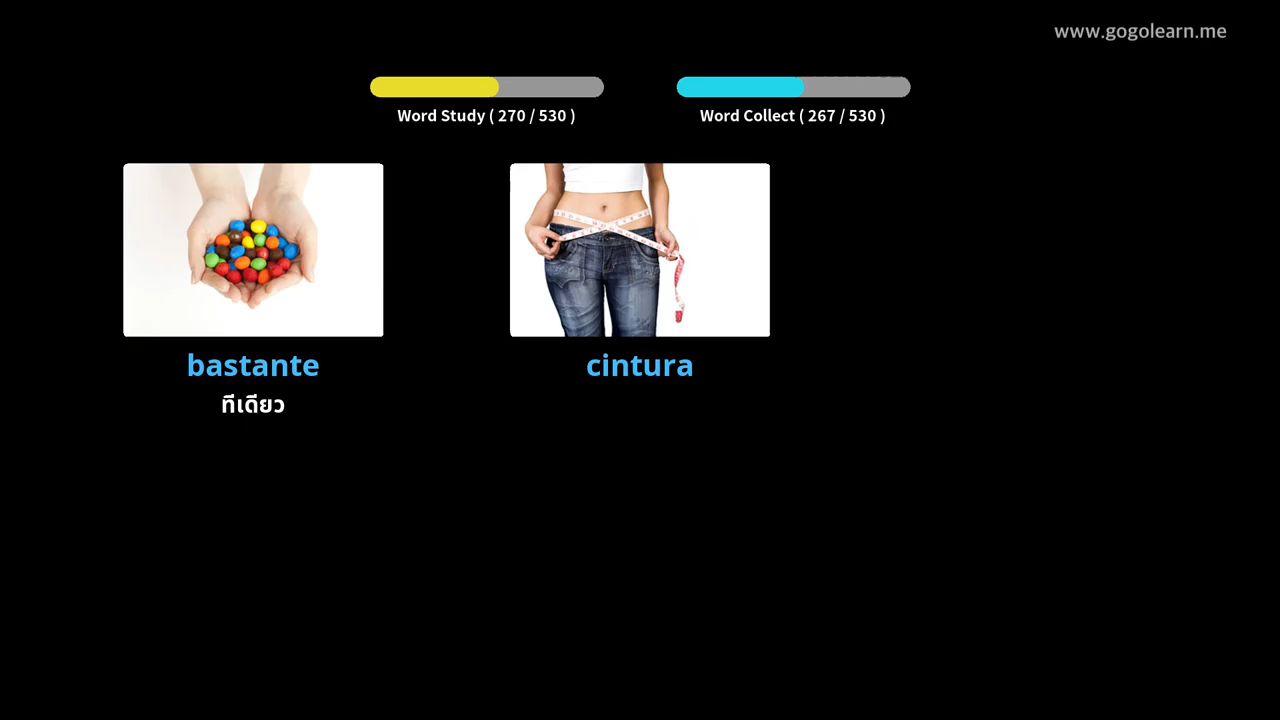 www.gogolearn.me
Word Study ( 270 / 530 )
Word Collect ( 267 / 530 )
bastante
ทีเดียว
cintura